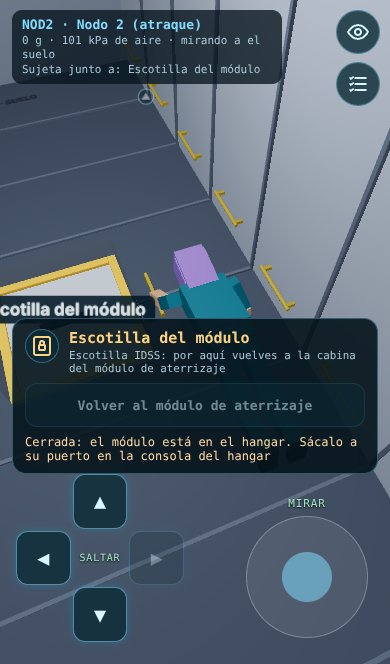 NOD2 · Nodo 2 (atraque)
0 g · 101 kPa de aire · mirando a el
suelo
Sujeta junto a: Escotilla del módulo
SUELO
cotilla del módulo
Escotilla del módulo
Escotilla IDSS: por aquí vuelves a la cabina
del módulo de aterrizaje
Volver al módulo de aterrizaje
Cerrada: el módulo está en el hangar. Sácalo a
su puerto en la consola del hangar
SALTAR
MIRAR